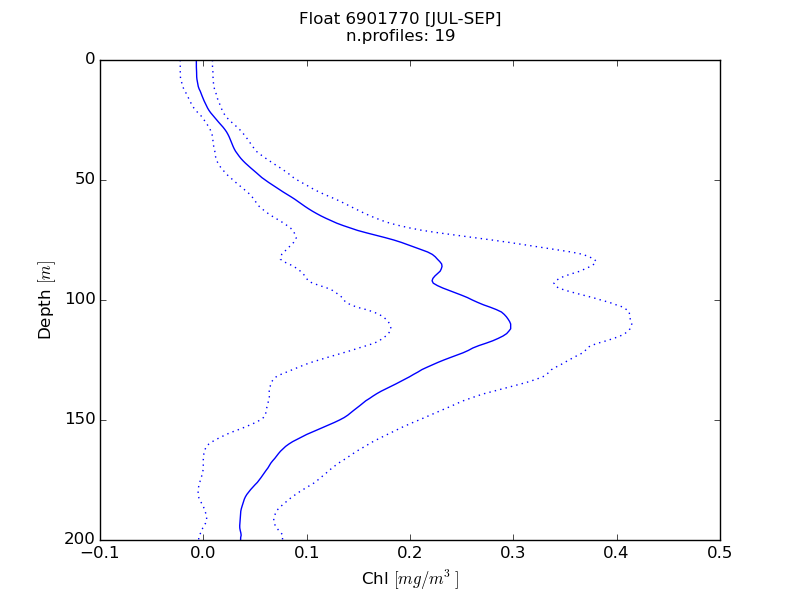 Float 6901770 [JUL-SEP]
n.profiles: 19
0
50
100
150
200
Depth [m]
−0.1 0.0 0.1 0.2 0.3 0.4 0.5
Chl [mg/m³]